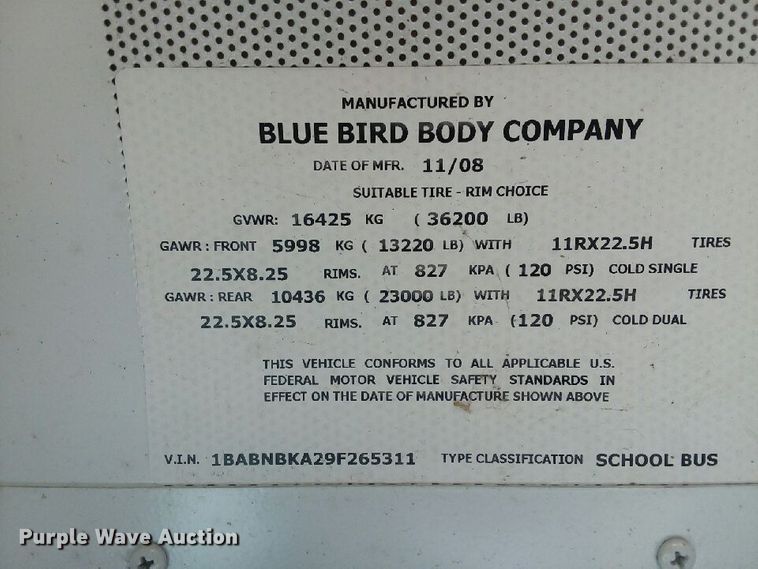 MANUFACTURED BY
BLUE BIRD BODY COMPANY
DATE OF MFR. 11/08
SUITABLE TIRE - RIM CHOICE
GVWR: 16425 KG ( 36200 LB)
GAWR : FRONT 5998 KG ( 13220 LB) WITH 11RX22.5H TIRES
22.5X8.25 RIMS. AT 827 KPA ( 120 PSI) COLD SINGLE
GAWR : REAR 10436 KG ( 23000 LB) WITH 11RX22.5H TIRES
22.5X8.25 RIMS. AT 827 KPA (120 PSI) COLD DUAL
THIS VEHICLE CONFORMS TO ALL APPLICABLE U.S.
FEDERAL MOTOR VEHICLE SAFETY STANDARDS IN
EFFECT ON THE DATE OF MANUFACTURE SHOWN ABOVE
V.I.N. 1BABNBKA29F265311 TYPE CLASSIFICATION SCHOOL BUS
Purple Wave Auction